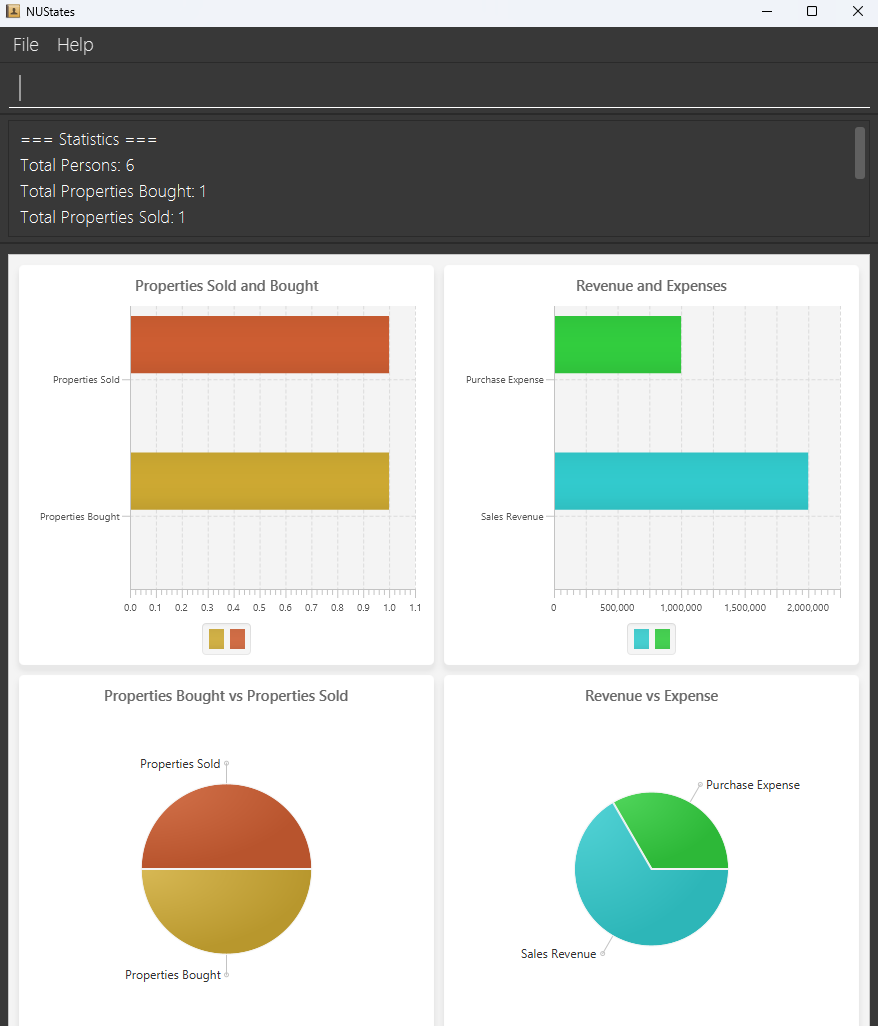 NUStates
File Help
=== Statistics ===
Total Persons: 6
Total Properties Bought: 1
Total Properties Sold: 1
Properties Sold and Bought
Properties Sold
Properties Bought
0.0 0.1 0.2 0.3 0.4 0.5 0.6 0.7 0.8 0.9 1.0 1.1
Revenue and Expenses
Purchase Expense
Sales Revenue
0 500,000 1,000,000 1,500,000 2,000,000
Properties Bought vs Properties Sold
Properties Sold
Properties Bought
Revenue vs Expense
Purchase Expense
Sales Revenue